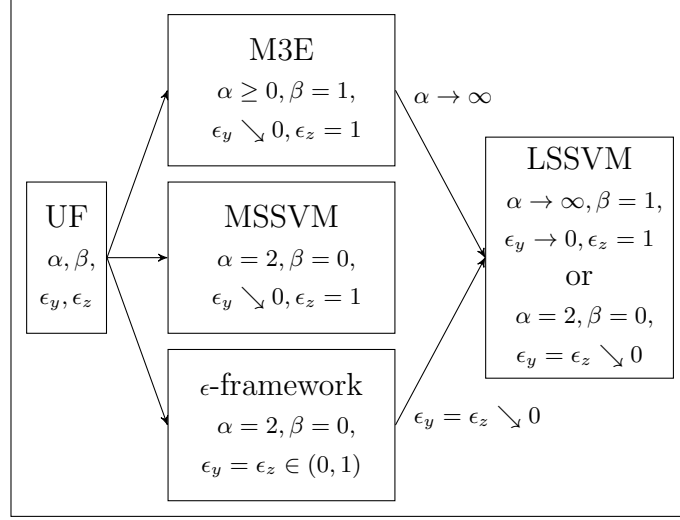 UF
α, β,
ϵ_y, ϵ_z
M3E
α ≥ 0, β = 1,
ϵ_y ↘ 0, ϵ_z = 1
MSSVM
α = 2, β = 0,
ϵ_y ↘ 0, ϵ_z = 1
ϵ-framework
α = 2, β = 0,
ϵ_y = ϵ_z ∈ (0, 1)
α → ∞
ϵ_y = ϵ_z ↘ 0
LSSVM
α → ∞, β = 1,
ϵ_y → 0, ϵ_z = 1
or
α = 2, β = 0,
ϵ_y = ϵ_z ↘ 0